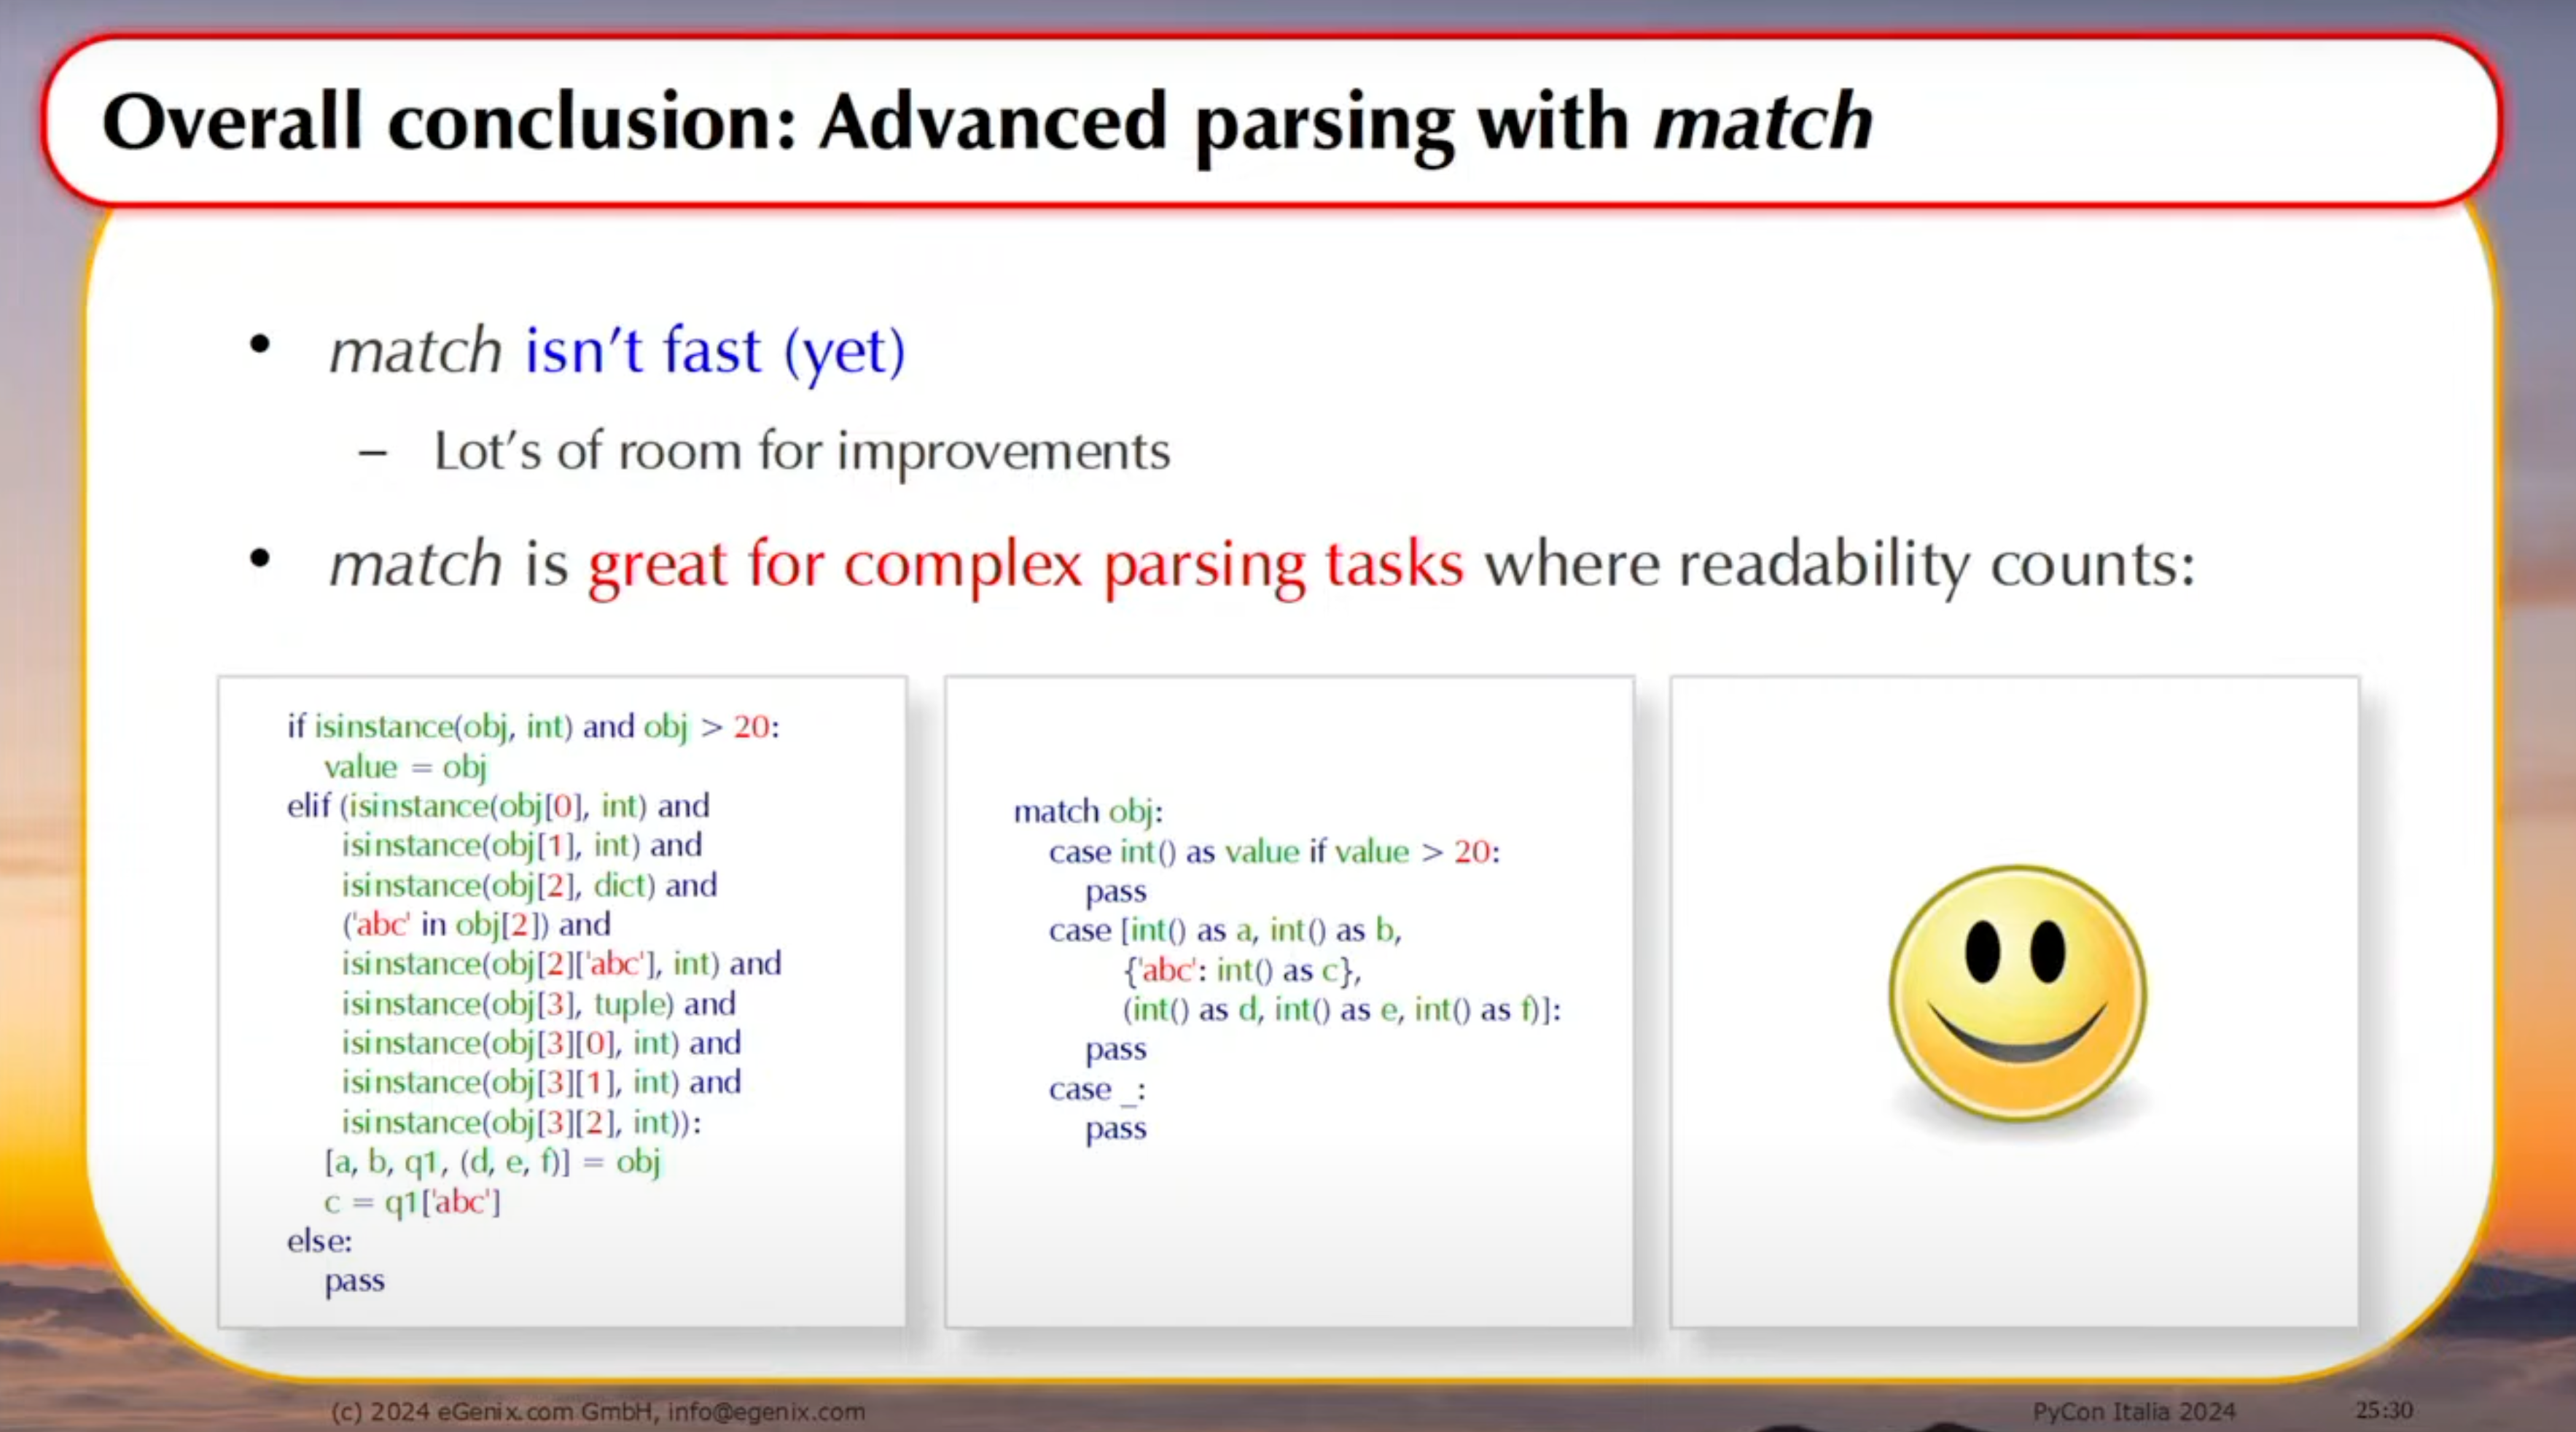 Overall conclusion: Advanced parsing with match
• match isn't fast (yet)
– Lot's of room for improvements
• match is great for complex parsing tasks where readability counts:
if isinstance(obj, int) and obj > 20:
value = obj
elif (isinstance(obj[0], int) and
isinstance(obj[1], int) and
isinstance(obj[2], dict) and
('abc' in obj[2]) and
isinstance(obj[2]['abc'], int) and
isinstance(obj[3], tuple) and
isinstance(obj[3][0], int) and
isinstance(obj[3][1], int) and
isinstance(obj[3][2], int)):
[a, b, q1, (d, e, f)] = obj
c = q1['abc']
else:
pass
match obj:
case int() as value if value > 20:
pass
case [int() as a, int() as b,
{'abc': int() as c},
(int() as d, int() as e, int() as f)]:
pass
case _:
pass
(c) 2024 eGenix.com GmbH, info@egenix.com
PyCon Italia 2024
25:30